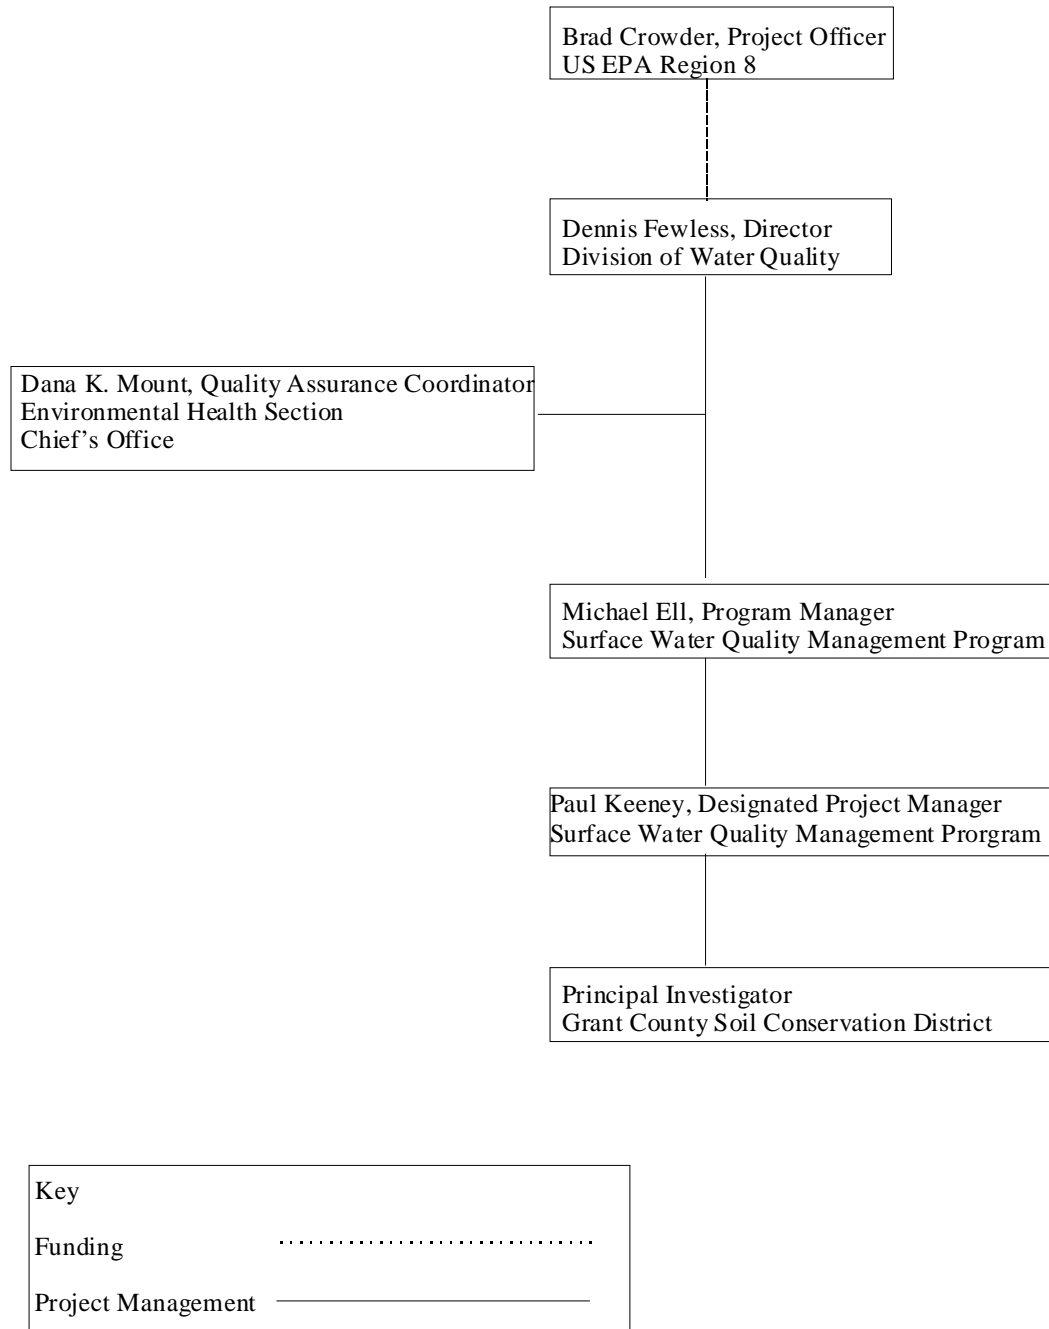 Brad Crowder, Project Officer
US EPA Region 8
Dennis Fewless, Director
Division of Water Quality
Dana K. Mount, Quality Assurance Coordinator
Environmental Health Section
Chief’s Office
Michael Ell, Program Manager
Surface Water Quality Management Program
Paul Keeney, Designated Project Manager
Surface Water Quality Management Prorgram
Principal Investigator
Grant County Soil Conservation District
Key
Funding
Project Management